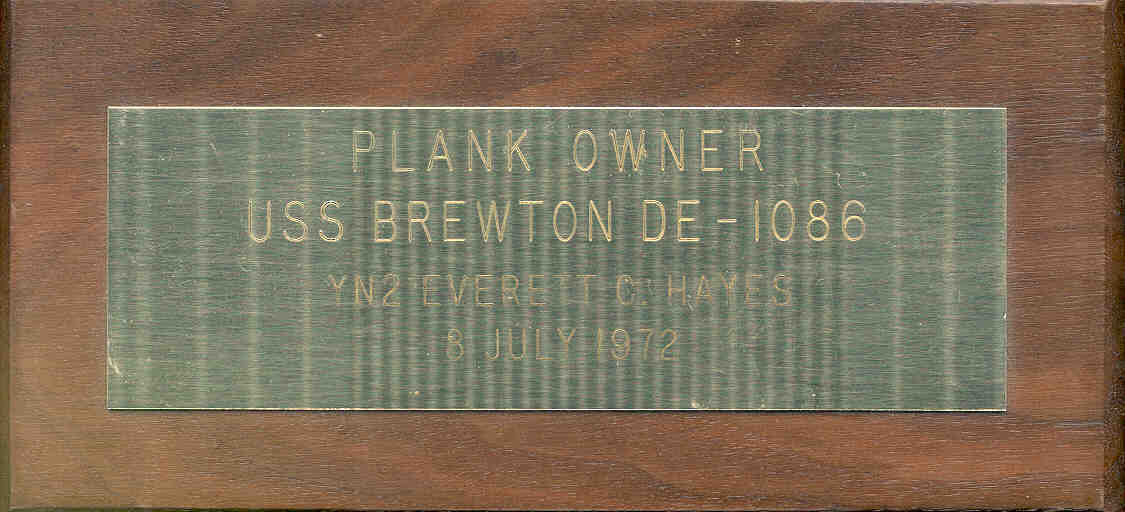 PLANK OWNER
USS BREWTON DE-1086
YN2 EVERETT C. HAYES
8 JULY 1972